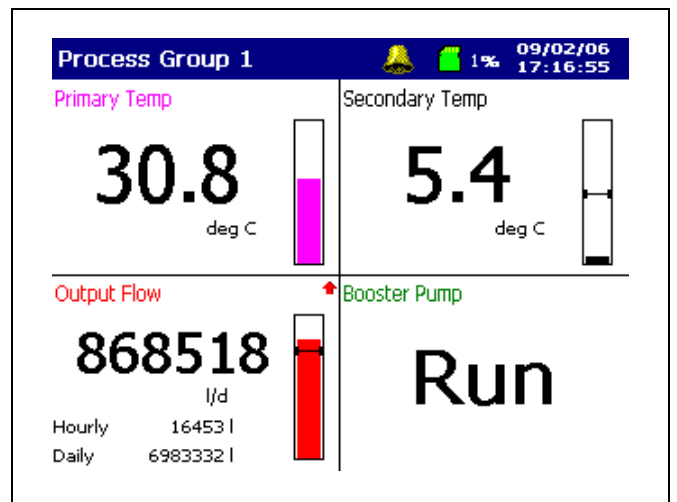 Process Group 1 1% 09/02/06
17:16:55
Primary Temp
30.8
deg C
Secondary Temp
5.4
deg C
Output Flow
868518
l/d
Hourly 16453 l
Daily 6983332 l
Booster Pump
Run